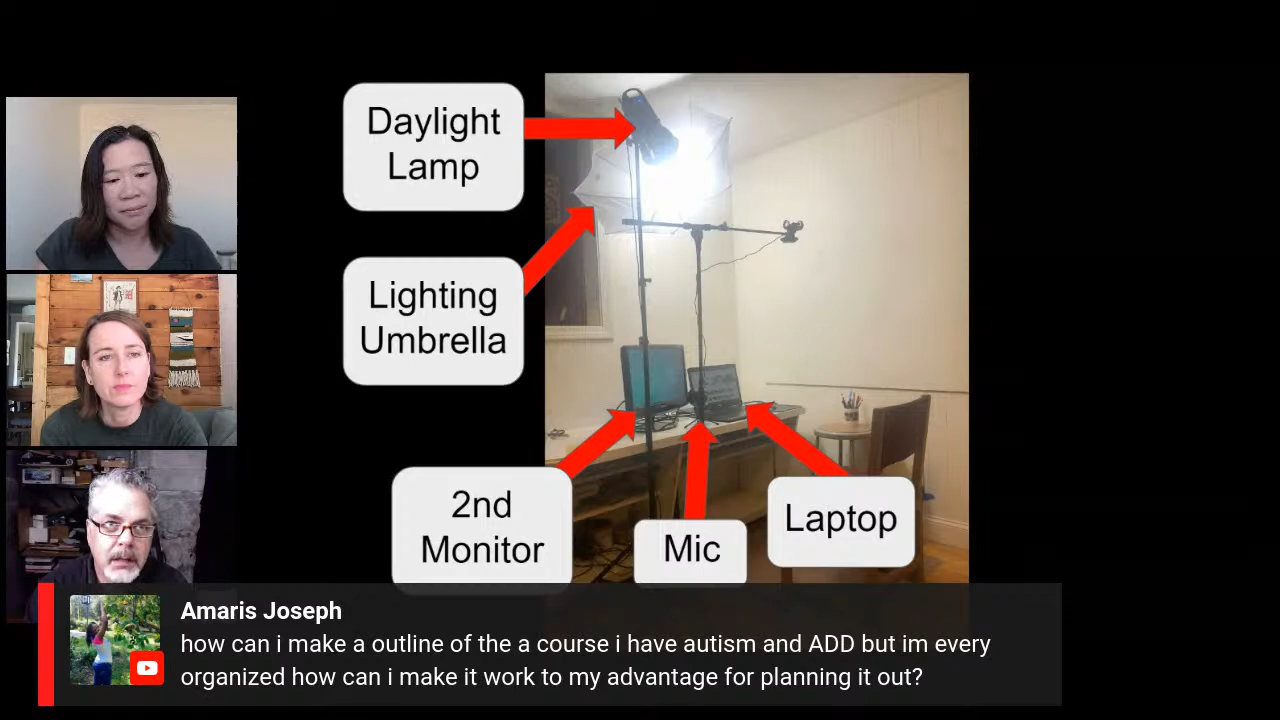 Daylight
Lamp
Lighting
Umbrella
2nd
Monitor
Mic
Laptop
Amaris Joseph
how can i make a outline of the a course i have autism and ADD but im every
organized how can i make it work to my advantage for planning it out?